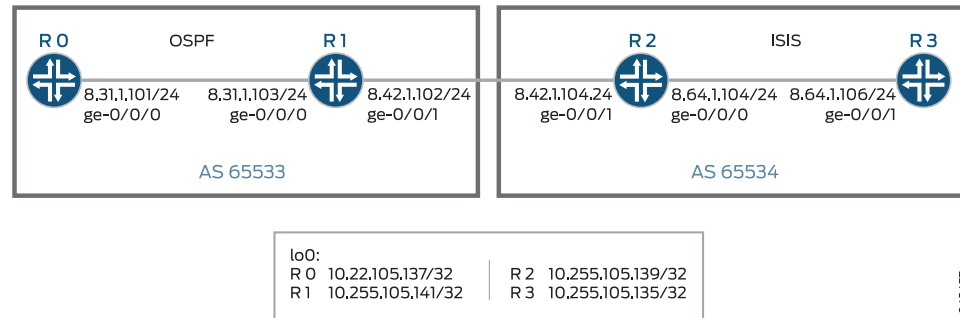 R 0 OSPF R 1
8.31.1.101/24 8.31.1.103/24 8.42.1.102/24
ge-0/0/0 ge-0/0/0 ge-0/0/1
AS 65533
R 2 ISIS R 3
8.42.1.104.24 8.64.1.104/24 8.64.1.106/24
ge-0/0/1 ge-0/0/0 ge-0/0/1
AS 65534
lo0:
R 0 10.22.105.137/32 R 2 10.255.105.139/32
R 1 10.255.105.141/32 R 3 10.255.105.135/32